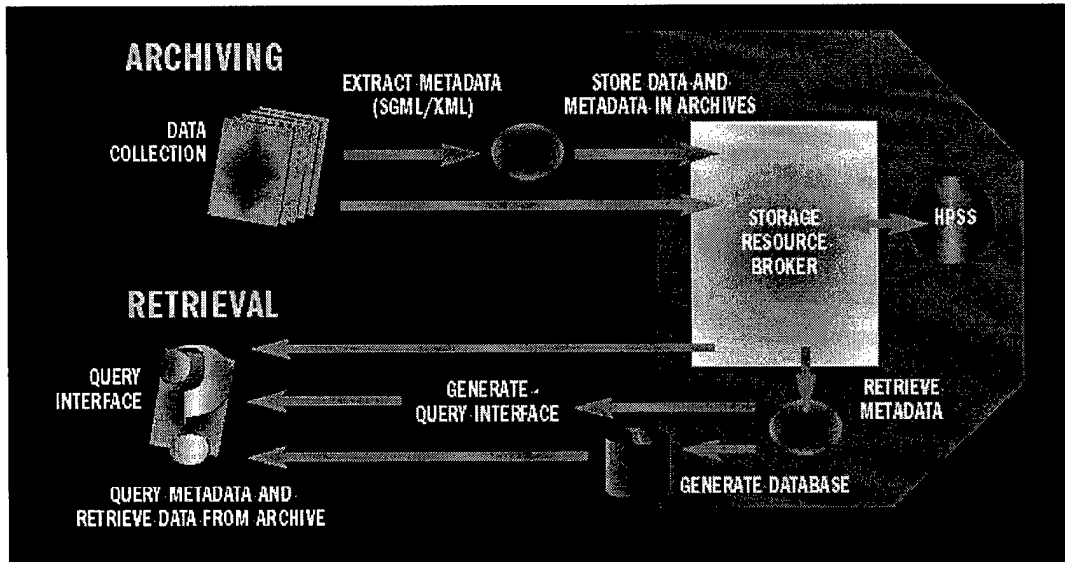 ARCHIVING
EXTRACT METADATA
(SGML/XML)
STORE DATA AND
METADATA IN ARCHIVES
DATA
COLLECTION
STORAGE
RESOURCE
BROKER
HPSS
RETRIEVAL
QUERY
INTERFACE
GENERATE
QUERY INTERFACE
RETRIEVE
METADATA
GENERATE DATABASE
QUERY METADATA AND
RETRIEVE DATA FROM ARCHIVE